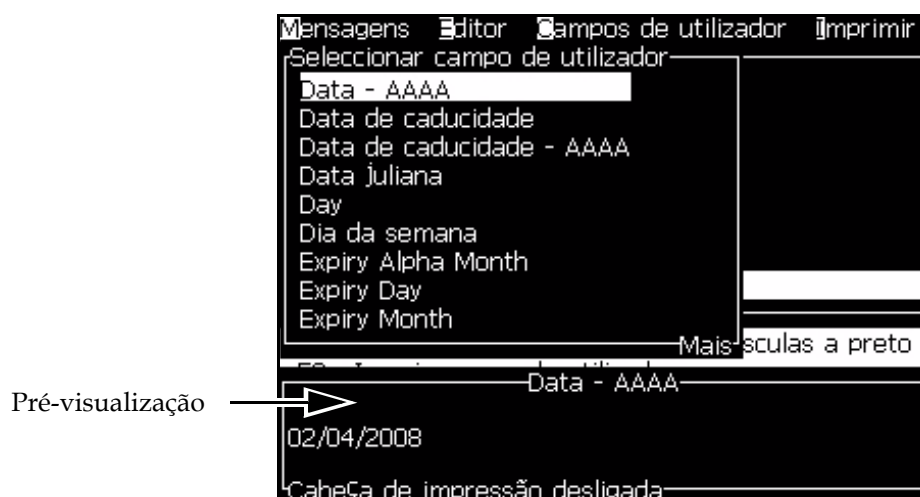 Mensagens Editor Campos de utilizador Imprimir
Seleccionar campo de utilizador
Data - AAAA
Data de caducidade
Data de caducidade - AAAA
Data juliana
Day
Dia da semana
Expiry Alpha Month
Expiry Day
Expiry Month
Mais sculas a preto
Data - AAAA
Pré-visualização
02/04/2008
Cabeça de impressão desligada